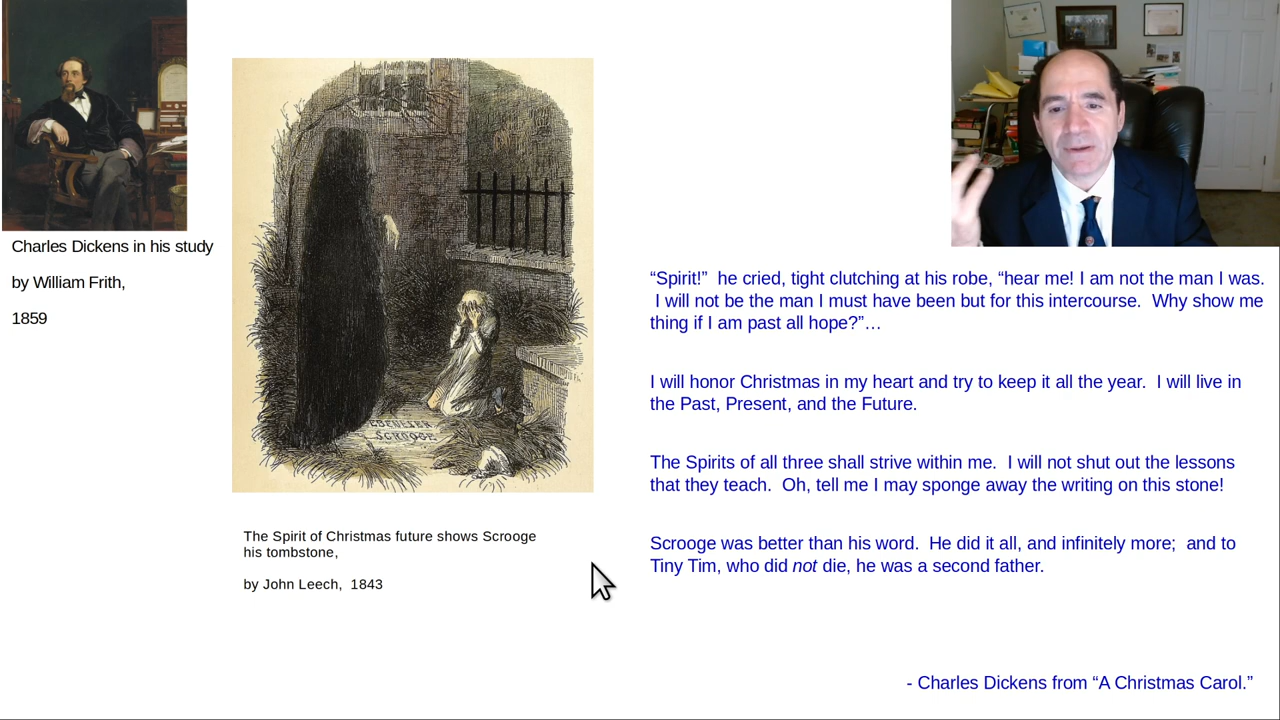 Charles Dickens in his study
by William Frith,
1859
EBENEZER
SCROOGE
The Spirit of Christmas future shows Scrooge
his tombstone,
by John Leech, 1843
“Spirit!” he cried, tight clutching at his robe, “hear me! I am not the man I was.
I will not be the man I must have been but for this intercourse. Why show me
thing if I am past all hope?”…
I will honor Christmas in my heart and try to keep it all the year. I will live in
the Past, Present, and the Future.
The Spirits of all three shall strive within me. I will not shut out the lessons
that they teach. Oh, tell me I may sponge away the writing on this stone!
Scrooge was better than his word. He did it all, and infinitely more; and to
Tiny Tim, who did not die, he was a second father.
- Charles Dickens from “A Christmas Carol.”